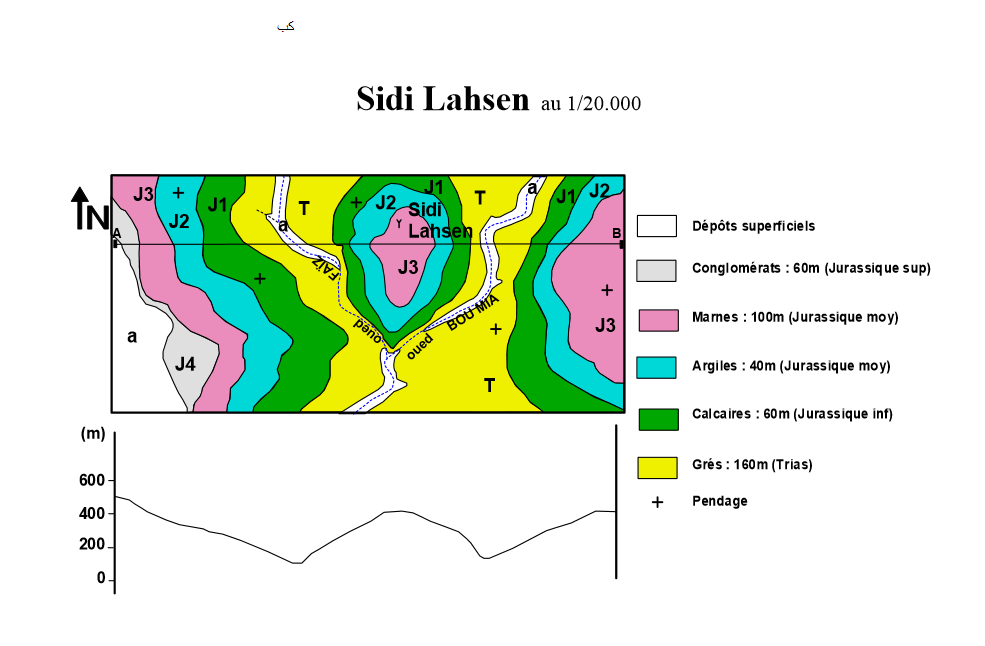 كب
Sidi Lahsen au 1/20.000
N
A
B
J3
J2
J1
a
T
J2
J1
Sidi
Lahsen
J3
T
a
J1
J2
J3
FAIZ
oued
oued
BOU MIA
a
J4
T
Dépôts superficiels
Conglomérats : 60m (Jurassique sup)
Marnes : 100m (Jurassique moy)
Argiles : 40m (Jurassique moy)
Calcaires : 60m (Jurassique inf)
Grés : 160m (Trias)
Pendage
(m)
600
400
200
0